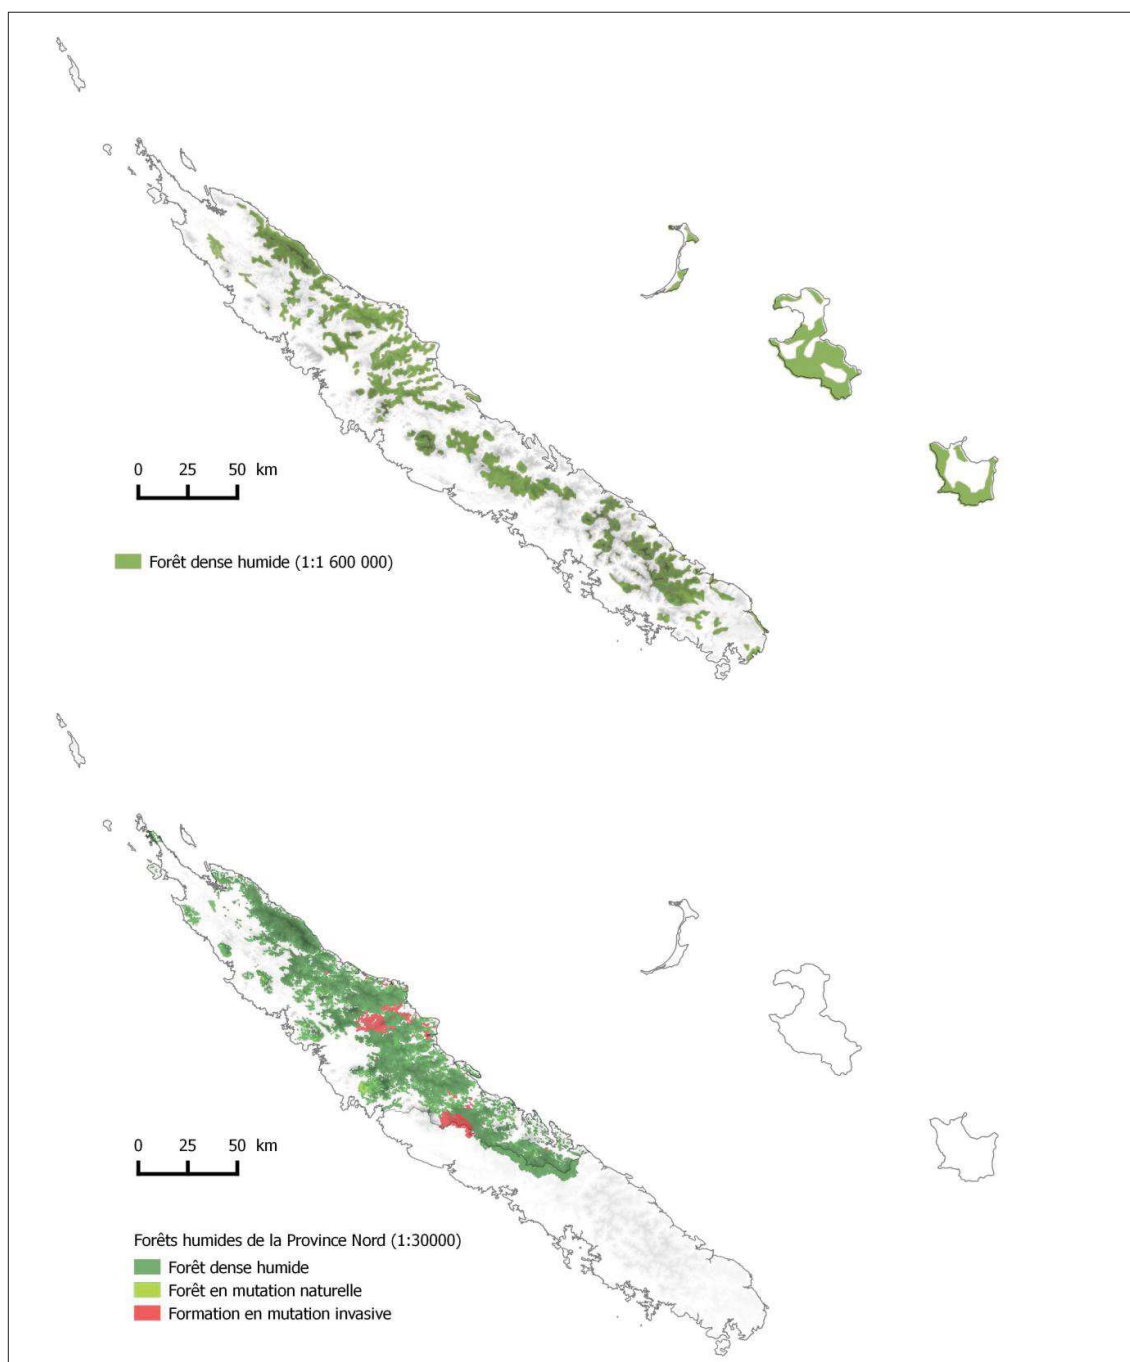 0 25 50 km
Forêt dense humide (1:1 600 000)
0 25 50 km
Forêts humides de la Province Nord (1:30000)
Forêt dense humide
Forêt en mutation naturelle
Formation en mutation invasive